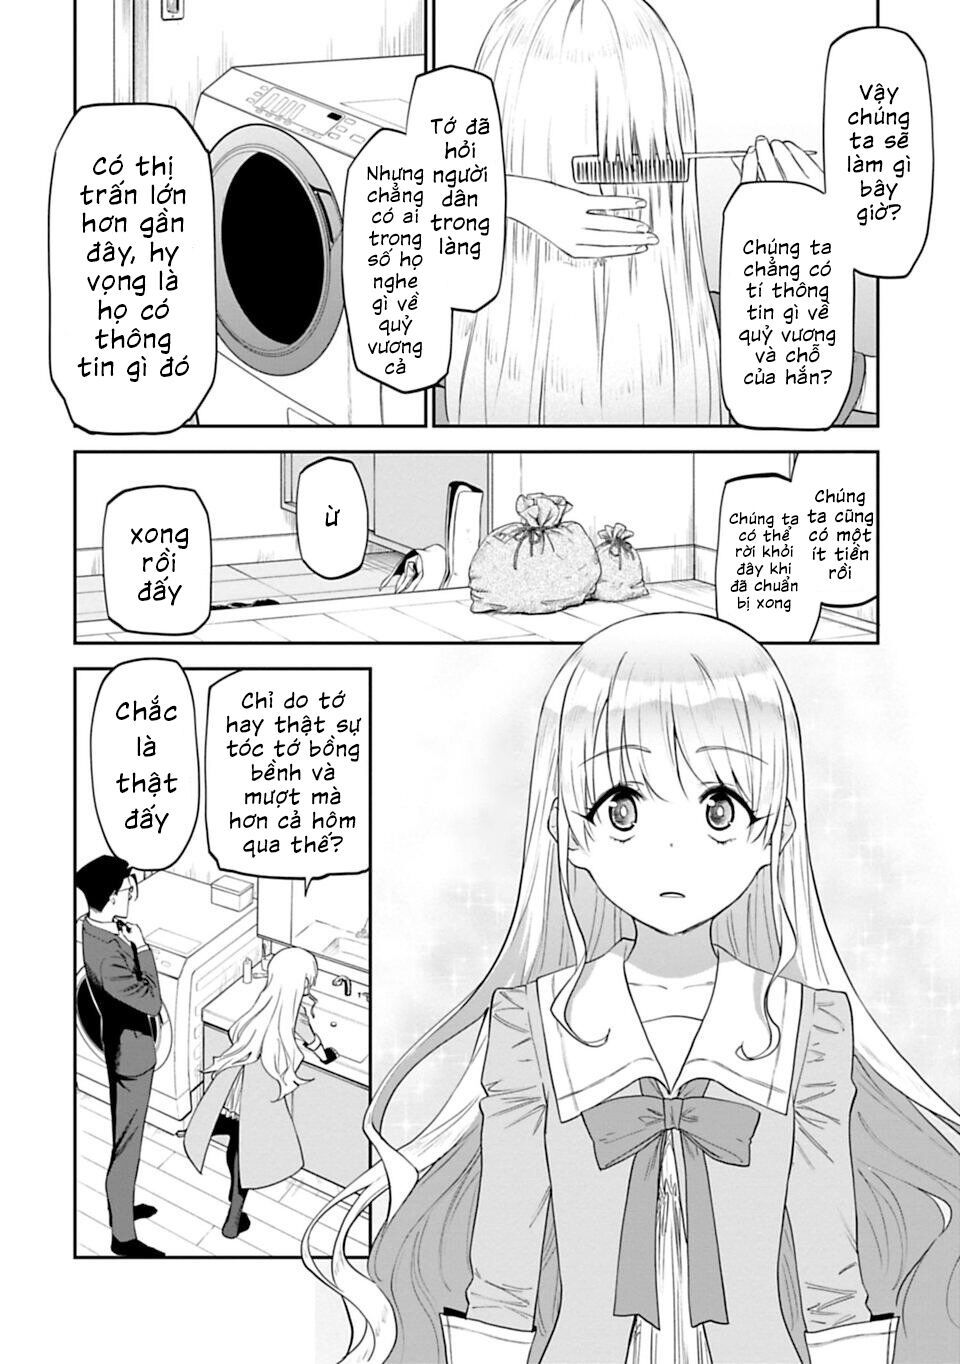 Vậy
chúng
ta sẽ
làm gì
bây
giờ?
Chúng ta
chẳng có
tí thông
tin gì về
quỷ vương
và chỗ
của hắn?
Tớ đã
hỏi
người
dân
trong
làng
Nhưng
chẳng
có ai
trong
số họ
nghe
gì về
quỷ
vương
cả
Có thị
trấn lớn
hơn gần
đây, hy
vọng là
họ có
thông
tin gì đó
Chúng
ta cũng
có một
ít tiền
rồi
Chúng ta
có thể
rời khỏi
đây khi
đã chuẩn
bị xong
ừ
xong
rồi
đấy
Chỉ do tớ
hay thật sự
tóc tớ bồng
bềnh và
mượt mà
hơn cả hôm
qua thế?
Chắc
là
thật
đấy